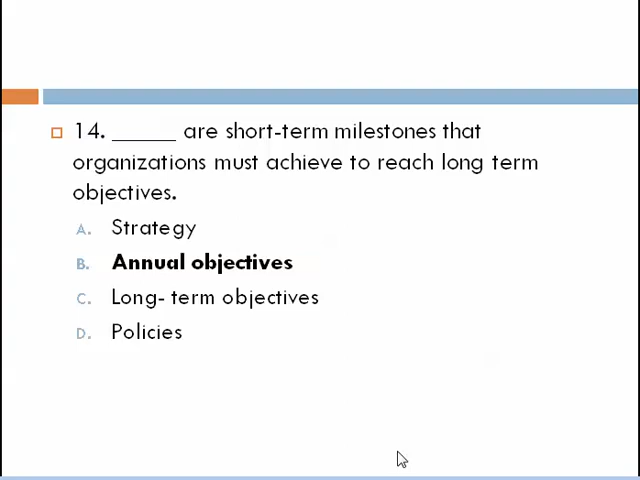 14. ______ are short-term milestones that
organizations must achieve to reach long term
objectives.
A. Strategy
B. Annual objectives
C. Long- term objectives
D. Policies